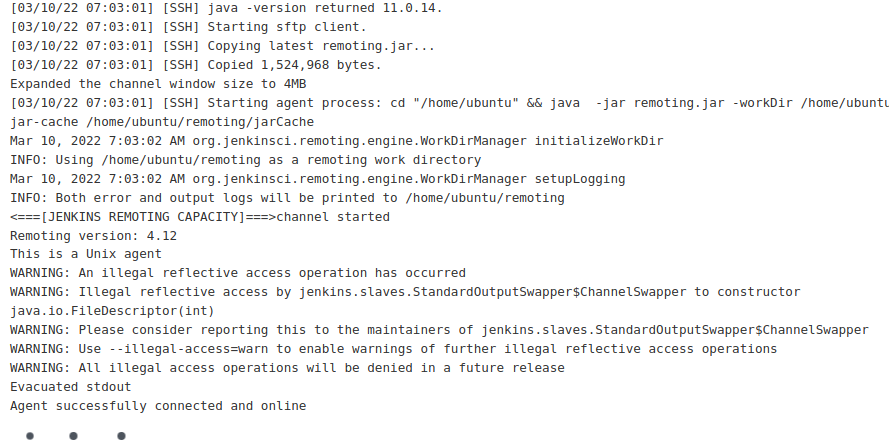 [03/10/22 07:03:01] [SSH] java -version returned 11.0.14.
[03/10/22 07:03:01] [SSH] Starting sftp client.
[03/10/22 07:03:01] [SSH] Copying latest remoting.jar...
[03/10/22 07:03:01] [SSH] Copied 1,524,968 bytes.
Expanded the channel window size to 4MB
[03/10/22 07:03:01] [SSH] Starting agent process: cd "/home/ubuntu" && java  -jar remoting.jar -workDir /home/ubuntu
jar-cache /home/ubuntu/remoting/jarCache
Mar 10, 2022 7:03:02 AM org.jenkinsci.remoting.engine.WorkDirManager initializeWorkDir
INFO: Using /home/ubuntu/remoting as a remoting work directory
Mar 10, 2022 7:03:02 AM org.jenkinsci.remoting.engine.WorkDirManager setupLogging
INFO: Both error and output logs will be printed to /home/ubuntu/remoting
<===[JENKINS REMOTING CAPACITY]===>channel started
Remoting version: 4.12
This is a Unix agent
WARNING: An illegal reflective access operation has occurred
WARNING: Illegal reflective access by jenkins.slaves.StandardOutputSwapper$ChannelSwapper to constructor
java.io.FileDescriptor(int)
WARNING: Please consider reporting this to the maintainers of jenkins.slaves.StandardOutputSwapper$ChannelSwapper
WARNING: Use --illegal-access=warn to enable warnings of further illegal reflective access operations
WARNING: All illegal access operations will be denied in a future release
Evacuated stdout
Agent successfully connected and online